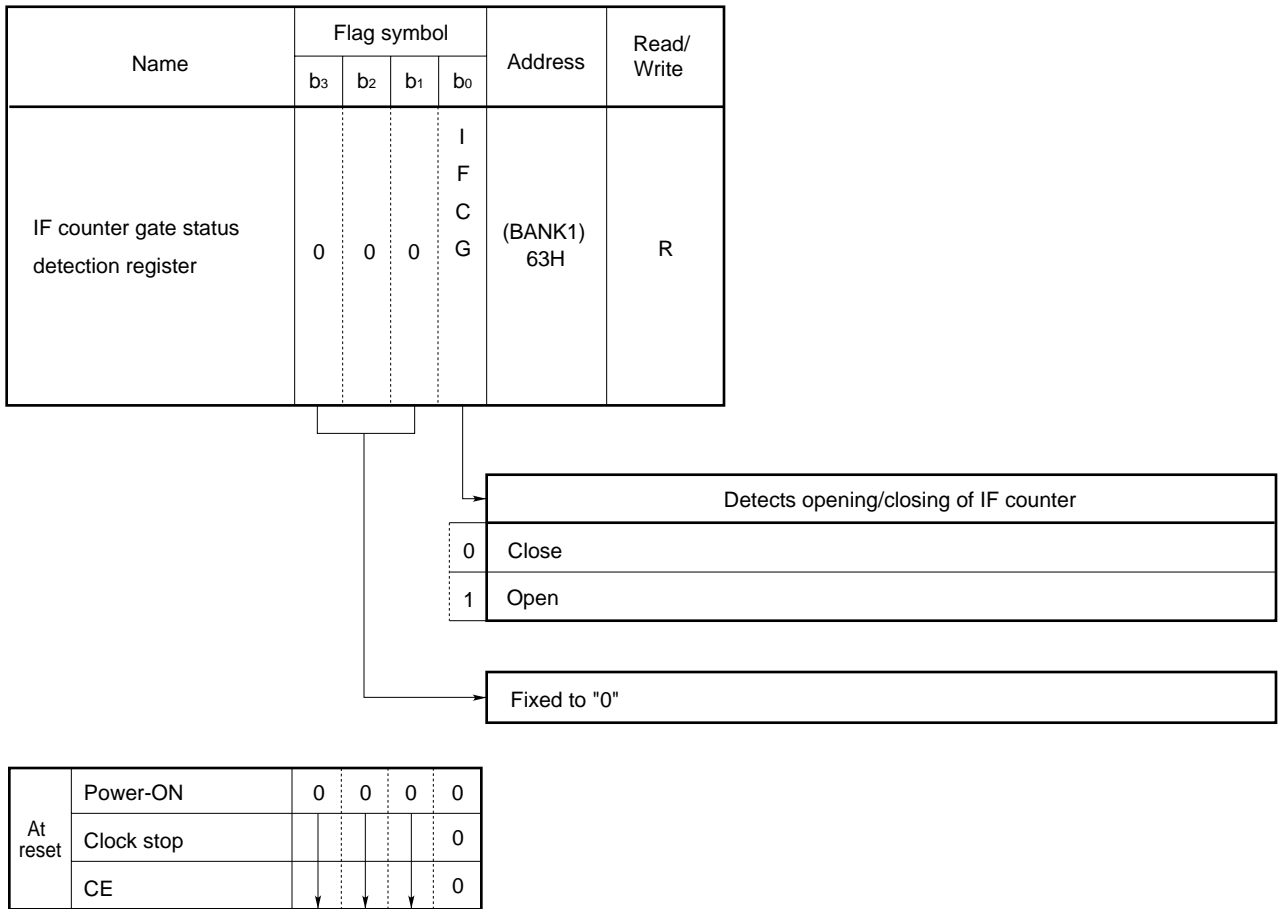 Name
Flag symbol
Address
Read/
Write
b3 b2 b1 b0
IF counter gate status
detection register
0 0 0
I
F
C
G
(BANK1)
63H
R
Detects opening/closing of IF counter
0 Close
1 Open
Fixed to "0"
At
reset
Power-ON 0 0 0 0
Clock stop 0
CE 0